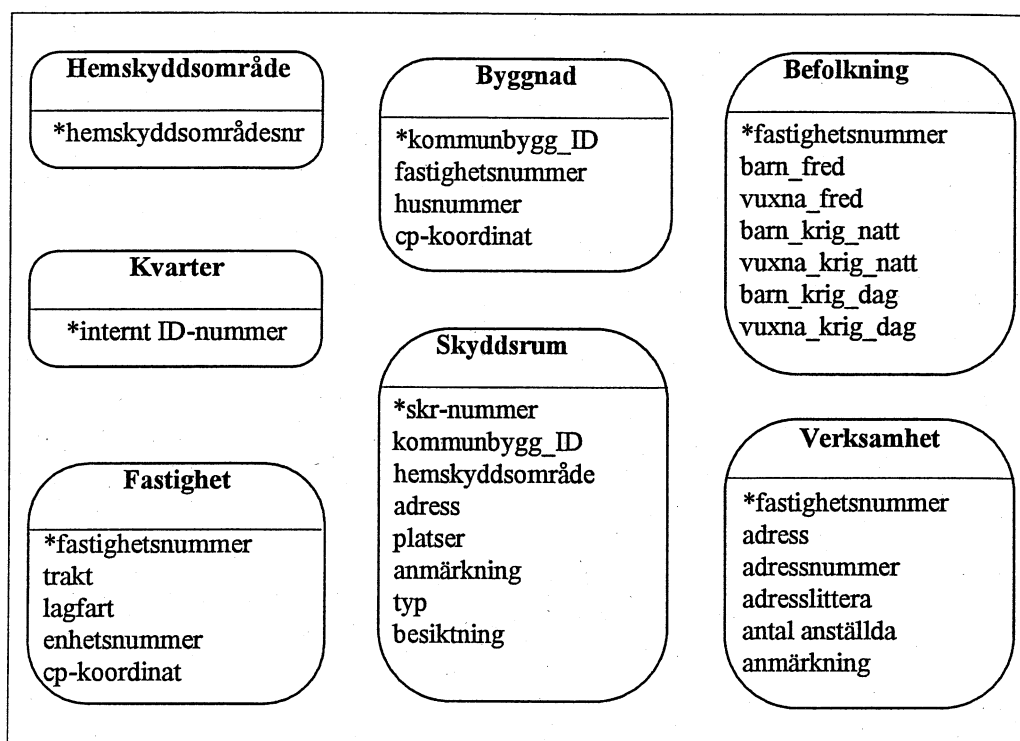 Hemskyddsområde
*hemskyddsområdesnr
Kvarter
*internt ID-nummer
Fastighet
*fastighetsnummer
trakt
lagfart
enhetsnummer
cp-koordinat
Byggnad
*kommunbygg_ID
fastighetsnummer
husnummer
cp-koordinat
Skyddsrum
*skr-nummer
kommunbygg_ID
hemskyddsområde
adress
platser
anmärkning
typ
besiktning
Befolkning
*fastighetsnummer
barn_fred
vuxna_fred
barn_krig_natt
vuxna_krig_natt
barn_krig_dag
vuxna_krig_dag
Verksamhet
*fastighetsnummer
adress
adressnummer
adresslittera
antal anställda
anmärkning